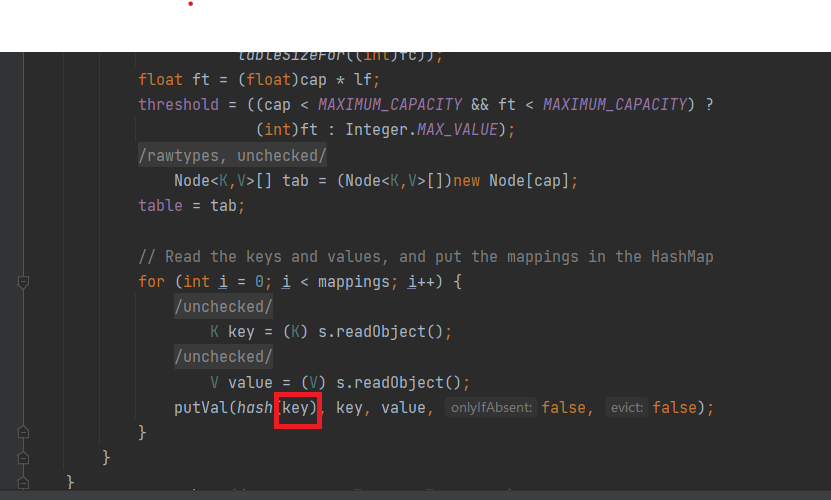 tableSizeFor((int)fc));
float ft = (float)cap * lf;
threshold = ((cap < MAXIMUM_CAPACITY && ft < MAXIMUM_CAPACITY) ?
(int)ft : Integer.MAX_VALUE);
/rawtypes, unchecked/
Node<K,V>[] tab = (Node<K,V>[])new Node[cap];
table = tab;
// Read the keys and values, and put the mappings in the HashMap
for (int i = 0; i < mappings; i++) {
/unchecked/
K key = (K) s.readObject();
/unchecked/
V value = (V) s.readObject();
putVal(hash(key), key, value, onlyIfAbsent: false, evict: false);
}
}
}